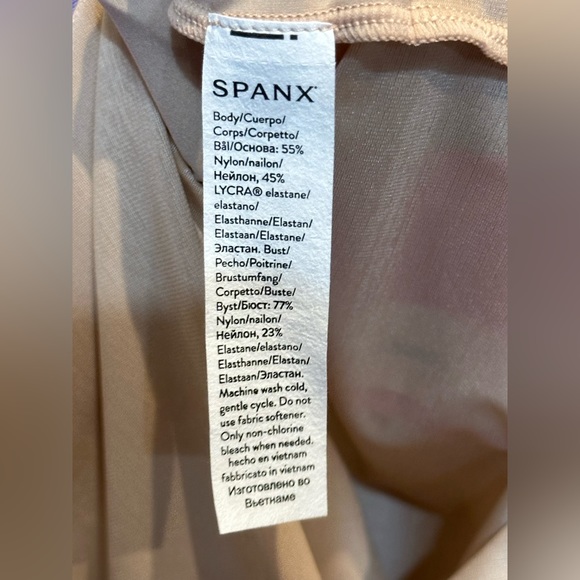 SPANX
Body/Cuerpo/
Corps/Corpetto/
Bål/Основа: 55%
Nylon/nailon/
Нейлон, 45%
LYCRA® elastane/
elastano/
Elasthanne/Elastan/
Elastaan/Elastane/
Эластан. Bust/
Pecho/Poitrine/
Brustumfang/
Corpetto/Buste/
Byst/Бюст: 77%
Nylon/nailon/
Нейлон, 23%
Elastane/elastano/
Elasthanne/Elastan/
Elastaan/Эластан.
Machine wash cold,
gentle cycle. Do not
use fabric softener.
Only non-chlorine
bleach when needed.
hecho en vietnam
fabbricato in vietnam
Изготовлено во
Вьетнаме